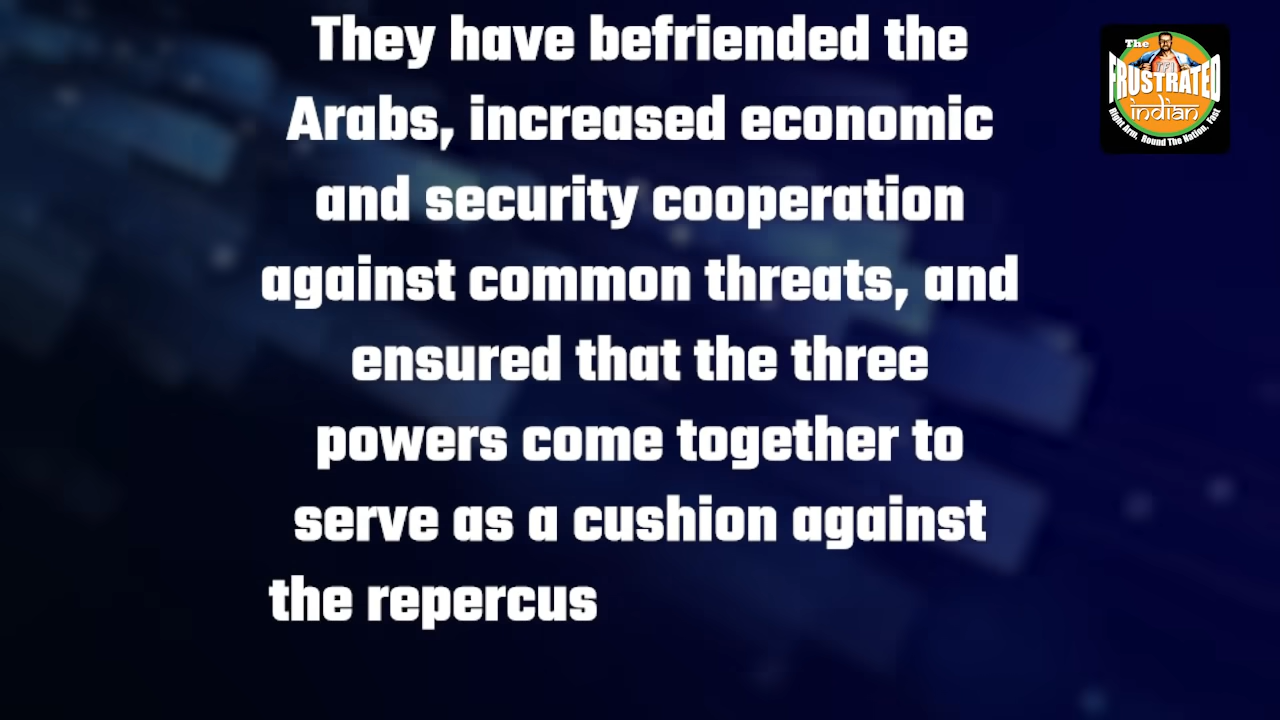 They have befriended the
Arabs, increased economic
and security cooperation
against common threats, and
ensured that the three
powers come together to
serve as a cushion against
the repercus
The
FRUSTRATED
indian
Right Arm. Round The Nation. Fast